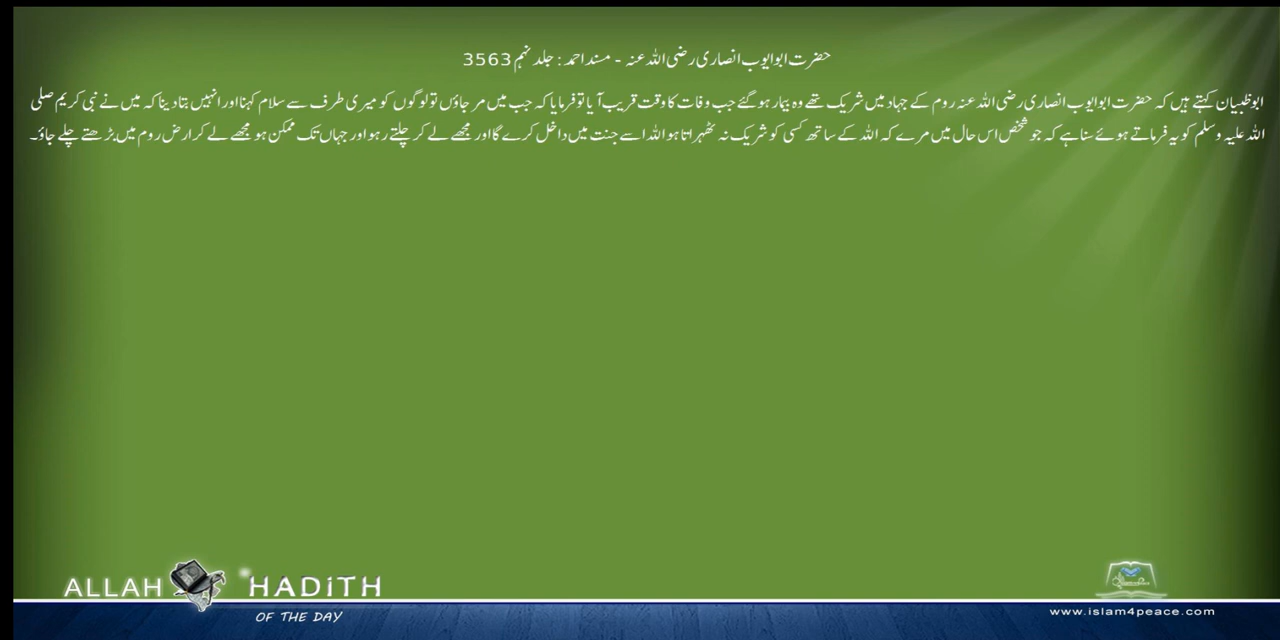 حضرت ابوایوب انصاری رضی اللہ عنہ - مسند احمد: جلد نہم 3563
ابوظبیان کہتے ہیں کہ حضرت ابوایوب انصاری رضی اللہ عنہ روم کے جہاد میں شریک تھے وہ بیمار ہوگئے جب وفات کا وقت قریب آیا تو فرمایا کہ جب میں مر جاؤں تو لوگوں کو میری طرف سے سلام کہنا اور انہیں بتا دینا کہ میں نے نبی کریم صلی
اللہ علیہ وسلم کو یہ فرماتے ہوئے سنا ہے کہ جو شخص اس حال میں مرے کہ اللہ کے ساتھ کسی کو شریک نہ ٹھہراتا ہو اللہ اسے جنت میں داخل کرے گا اور مجھے لے کر چلتے رہو اور جہاں تک ممکن ہو مجھے لے کر ارض روم میں بڑھتے چلے جاؤ۔
ALLAH HADITH
OF THE DAY
www.islam4peace.com